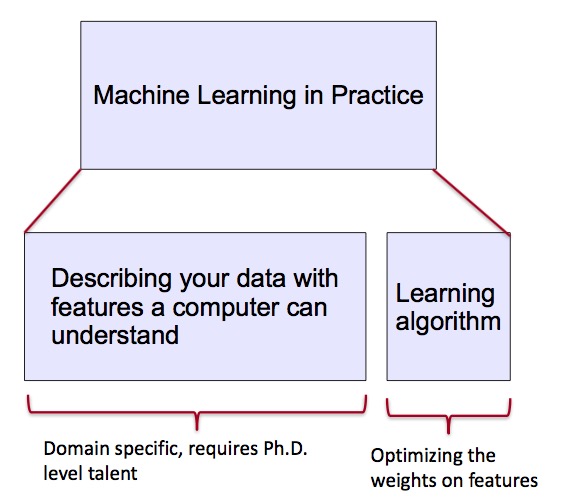 Machine Learning in Practice
Describing your data with
features a computer can
understand
Learning
algorithm
Domain specific, requires Ph.D.
level talent
Optimizing the
weights on features